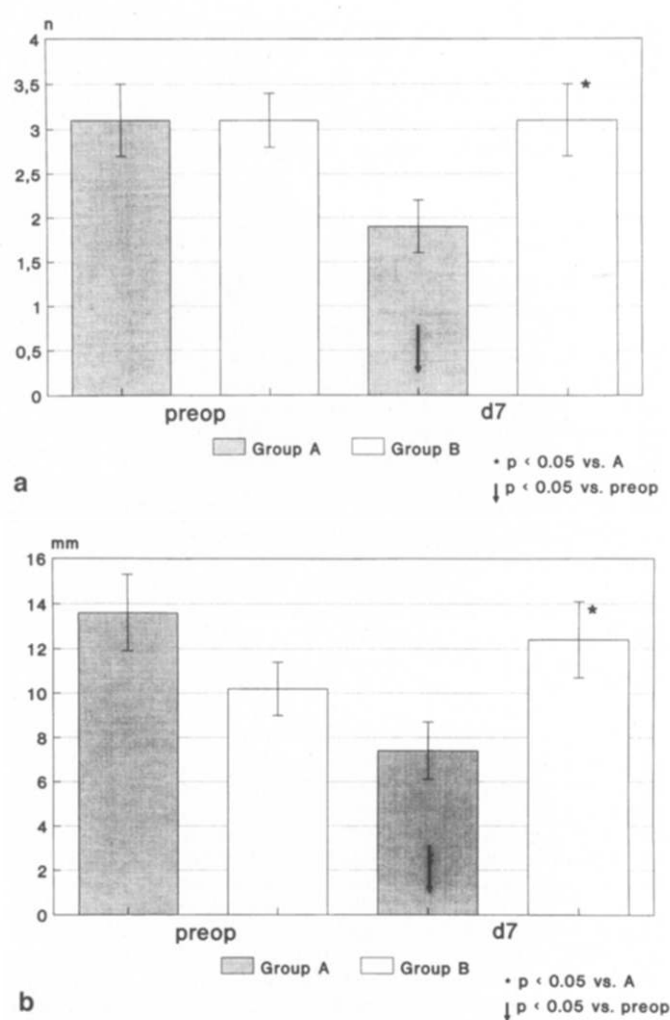 n
4
3,5
*
3
2,5
2
1,5
1
0,5
0
preop d7
Group A Group B
* p < 0.05 vs. A
↓ p < 0.05 vs. preop
a
mm
16
14
*
12
10
8
6
4
2
0
preop d7
Group A Group B
* p < 0.05 vs. A
↓ p < 0.05 vs. preop
b